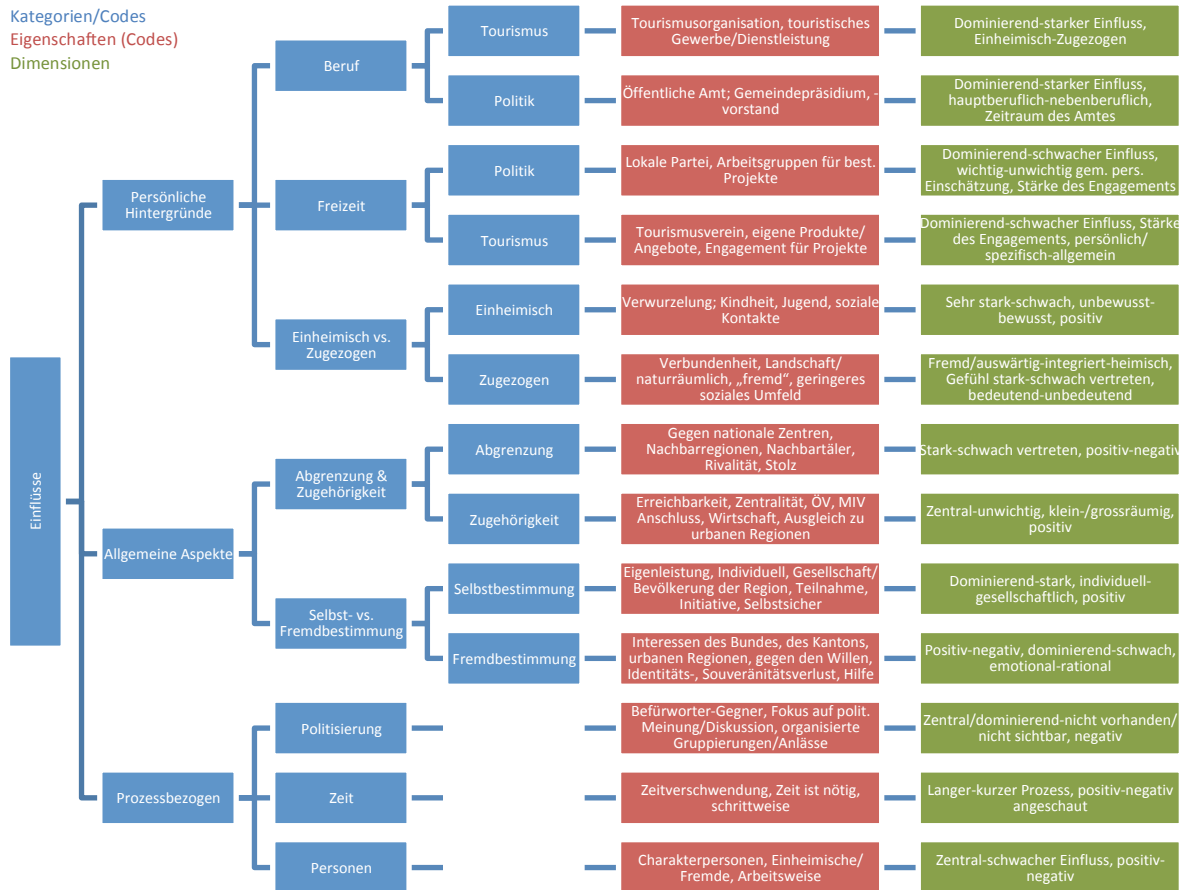 Kategorien/Codes
Eigenschaften (Codes)
Dimensionen
Einflüsse
Persönliche
Hintergründe
Beruf
Tourismus
Tourismusorganisation, touristisches
Gewerbe/Dienstleistung
Dominierend-starker Einfluss,
Einheimisch-Zugezogen
Politik
Öffentliche Amt; Gemeindepräsidium, -
vorstand
Dominierend-starker Einfluss,
hauptberuflich-nebenberuflich,
Zeitraum des Amtes
Freizeit
Politik
Lokale Partei, Arbeitsgruppen für best.
Projekte
Dominierend-schwacher Einfluss,
wichtig-unwichtig gem. pers.
Einschätzung, Stärke des Engagements
Tourismus
Tourismusverein, eigene Produkte/
Angebote, Engagement für Projekte
Dominierend-schwacher Einfluss, Stärke
des Engagements, persönlich/
spezifisch-allgemein
Einheimisch vs.
Zugezogen
Einheimisch
Verwurzelung; Kindheit, Jugend, soziale
Kontakte
Sehr stark-schwach, unbewusst-
bewusst, positiv
Zugezogen
Verbundenheit, Landschaft/
naturräumlich, „fremd“, geringeres
soziales Umfeld
Fremd/auswärtig-integriert-heimisch,
Gefühl stark-schwach vertreten,
bedeutend-unbedeutend
Allgemeine Aspekte
Abgrenzung &
Zugehörigkeit
Abgrenzung
Gegen nationale Zentren,
Nachbarregionen, Nachbartäler,
Rivalität, Stolz
Stark-schwach vertreten, positiv-negativ
Zugehörigkeit
Erreichbarkeit, Zentralität, ÖV, MIV
Anschluss, Wirtschaft, Ausgleich zu
urbanen Regionen
Zentral-unwichtig, klein-/grossräumig,
positiv
Selbst- vs.
Fremdbestimmung
Selbstbestimmung
Eigenleistung, Individuell, Gesellschaft/
Bevölkerung der Region, Teilnahme,
Initiative, Selbstsicher
Dominierend-stark, individuell-
gesellschaftlich, positiv
Fremdbestimmung
Interessen des Bundes, des Kantons,
urbanen Regionen, gegen den Willen,
Identitäts-, Souveränitätsverlust, Hilfe
Positiv-negativ, dominierend-schwach,
emotional-rational
Prozessbezogen
Politisierung
Befürworter-Gegner, Fokus auf polit.
Meinung/Diskussion, organisierte
Gruppierungen/Anlässe
Zentral/dominierend-nicht vorhanden/
nicht sichtbar, negativ
Zeit
Zeitverschwendung, Zeit ist nötig,
schrittweise
Langer-kurzer Prozess, positiv-negativ
angeschaut
Personen
Charakterpersonen, Einheimische/
Fremde, Arbeitsweise
Zentral-schwacher Einfluss, positiv-
negativ